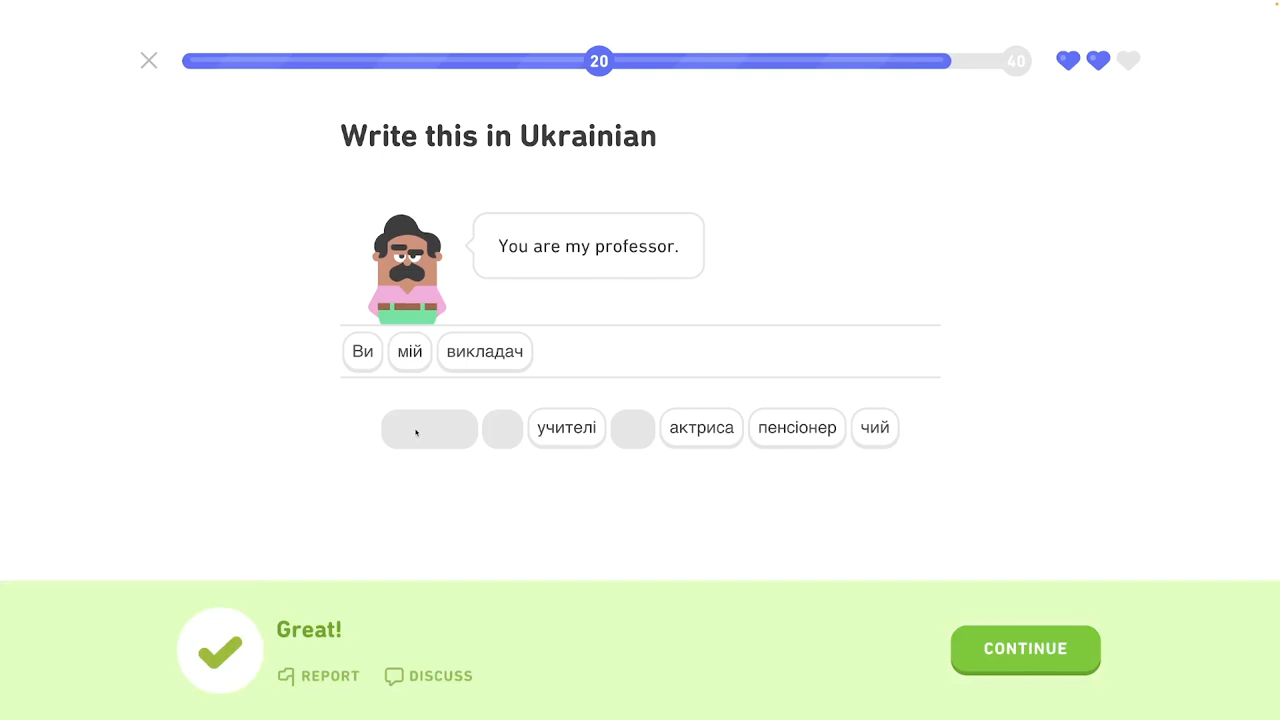 20
40
Write this in Ukrainian
You are my professor.
Ви мій викладач
учителі актриса пенсіонер чий
Great!
REPORT DISCUSS
CONTINUE